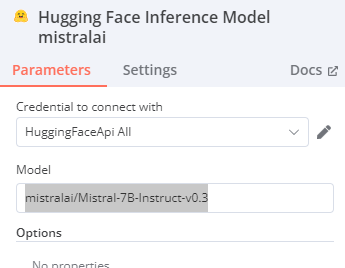 Hugging Face Inference Model
mistralai
Parameters
Settings
Docs
Credential to connect with
HuggingFaceApi All
Model
mistralai/Mistral-7B-Instruct-v0.3
Options
No properties